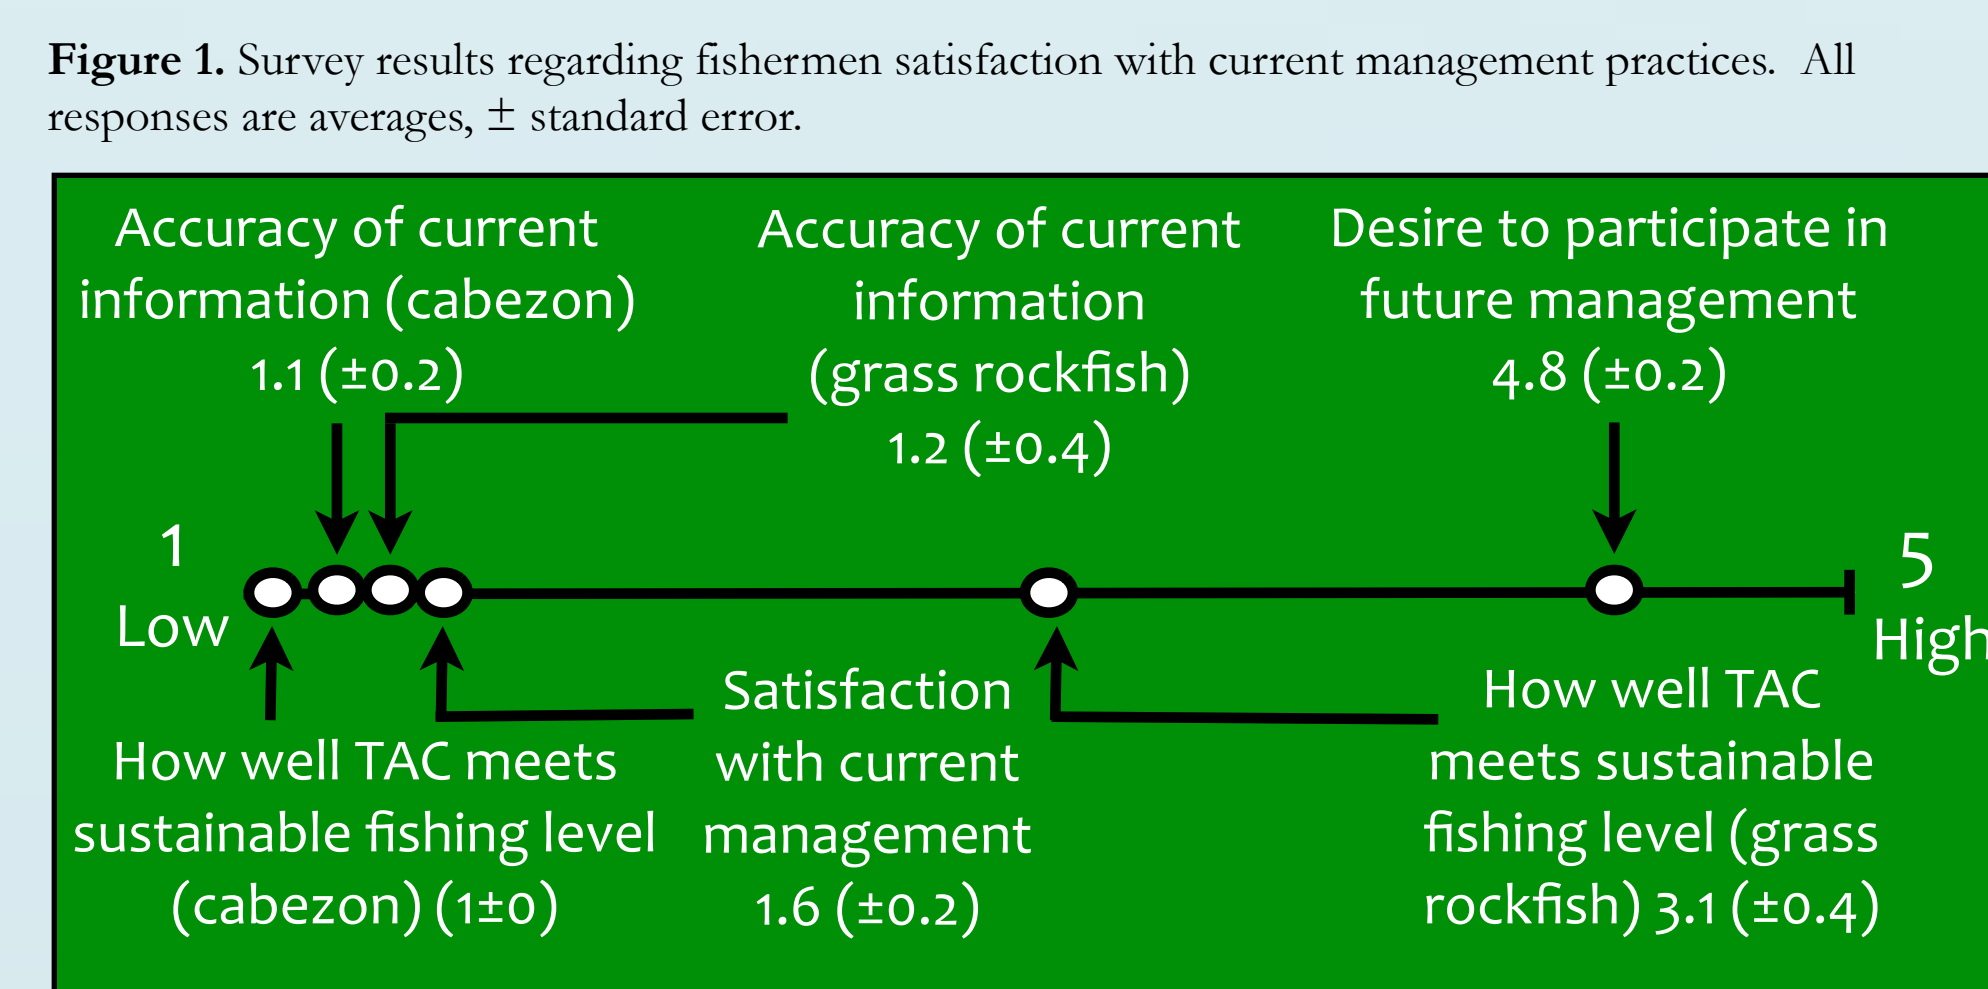 Figure 1. Survey results regarding fishermen satisfaction with current management practices. All
responses are averages, ± standard error.
Accuracy of current
information (cabezon)
1.1 (±0.2)
Accuracy of current
information
(grass rockfish)
1.2 (±0.4)
Desire to participate in
future management
4.8 (±0.2)
1
Low
5
High
How well TAC meets
sustainable fishing level
(cabezon) (1±0)
Satisfaction
with current
management
1.6 (±0.2)
How well TAC
meets sustainable
fishing level (grass
rockfish) 3.1 (±0.4)